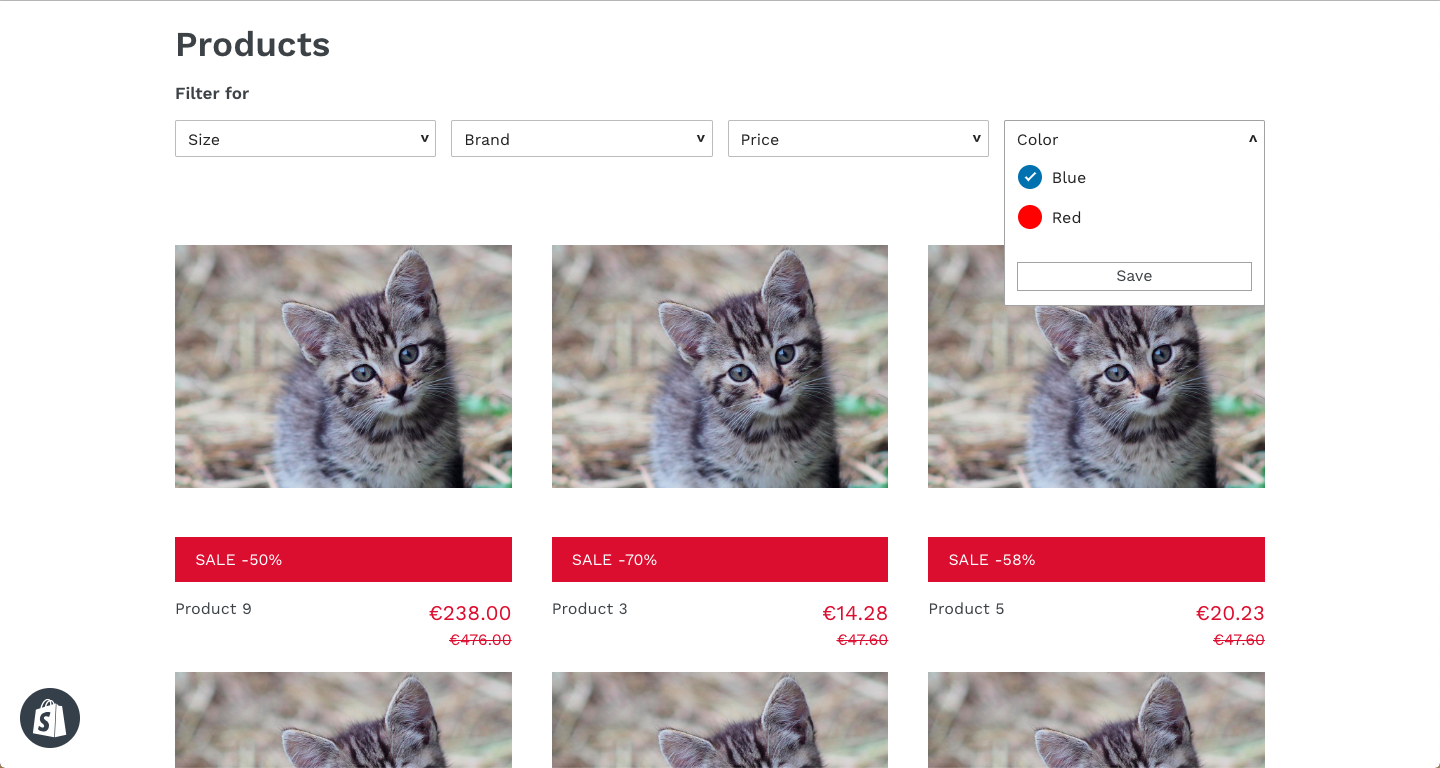 Products
Filter for
Size v Brand v Price v Color ʌ
Blue
Red
Save
SALE -50% SALE -70% SALE -58%
Product 9 €238.00 Product 3 €14.28 Product 5 €20.23
€476.00 €47.60 €47.60
S